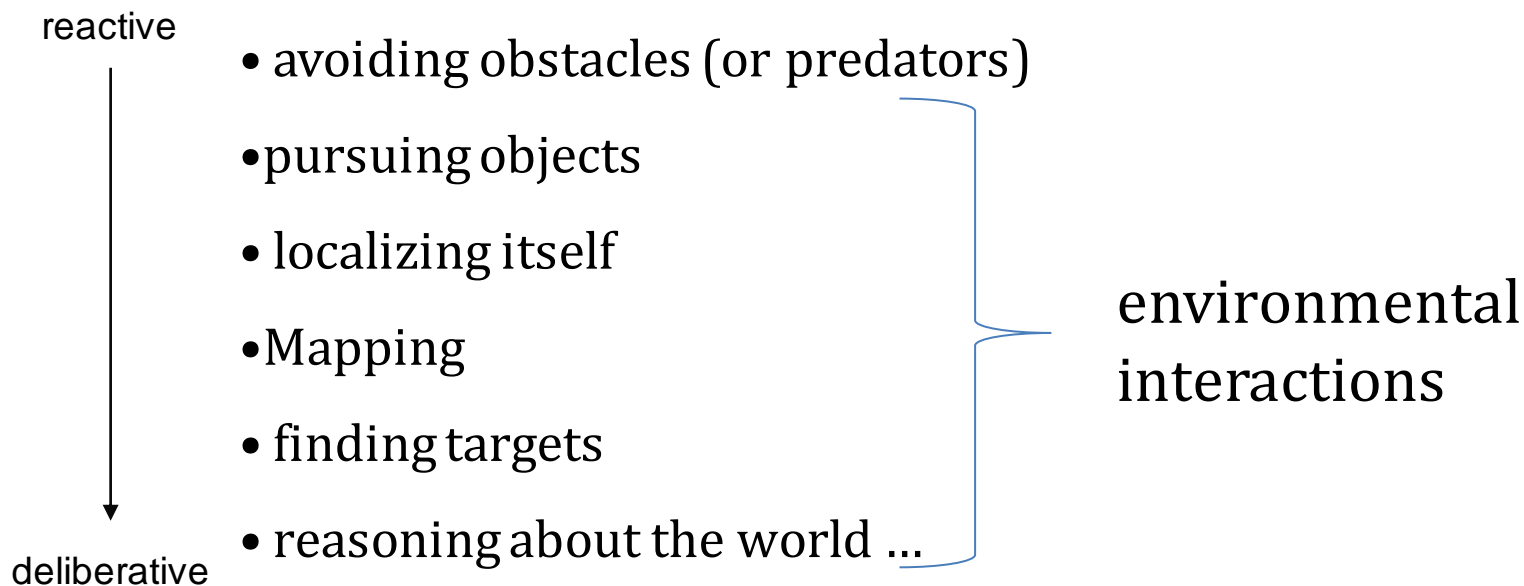 reactive
• avoiding obstacles (or predators)
•pursuing objects
• localizing itself
•Mapping
• finding targets
• reasoning about the world ...
deliberative
environmental
interactions